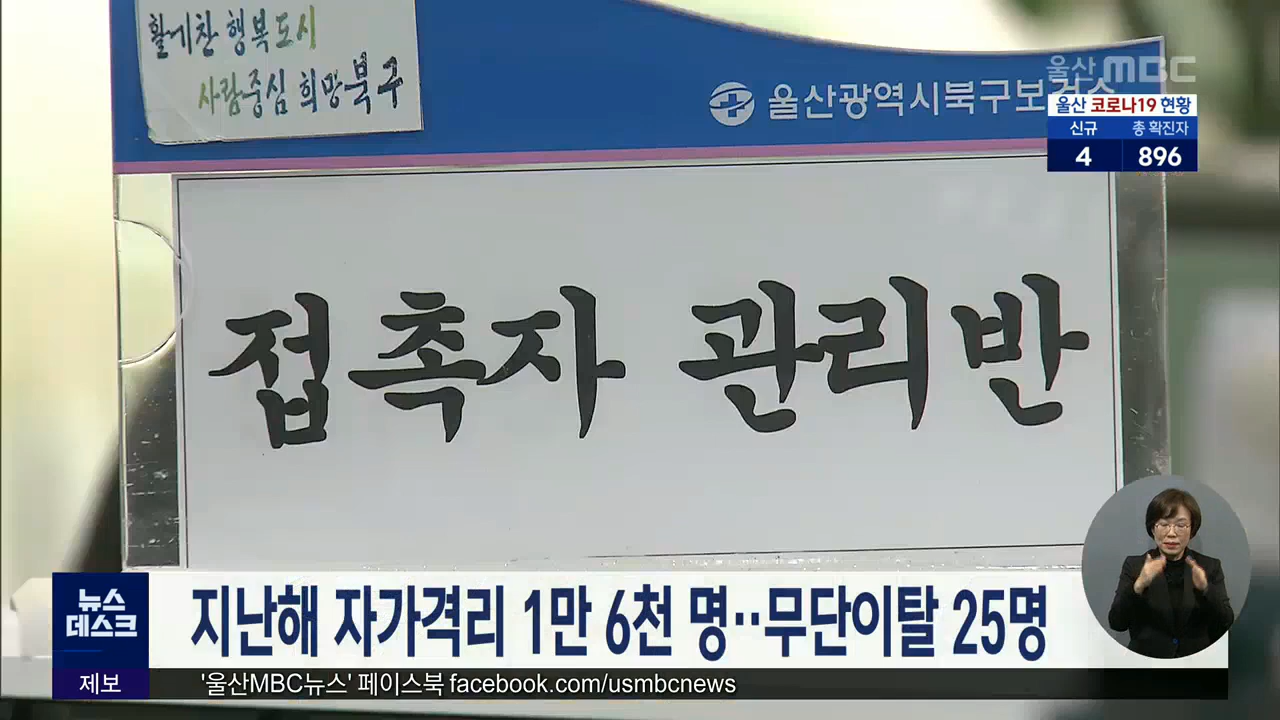 활에찬 행복도시
사람중심 희망북구
울산광역시북구보건소
울산MBC
울산 코로나19 현황
신규 총 확진자
4 896
접촉자 관리반
뉴스
데스크
지난해 자가격리 1만 6천 명··무단이탈 25명
제보
'울산MBC뉴스' 페이스북 facebook.com/usmbcnews